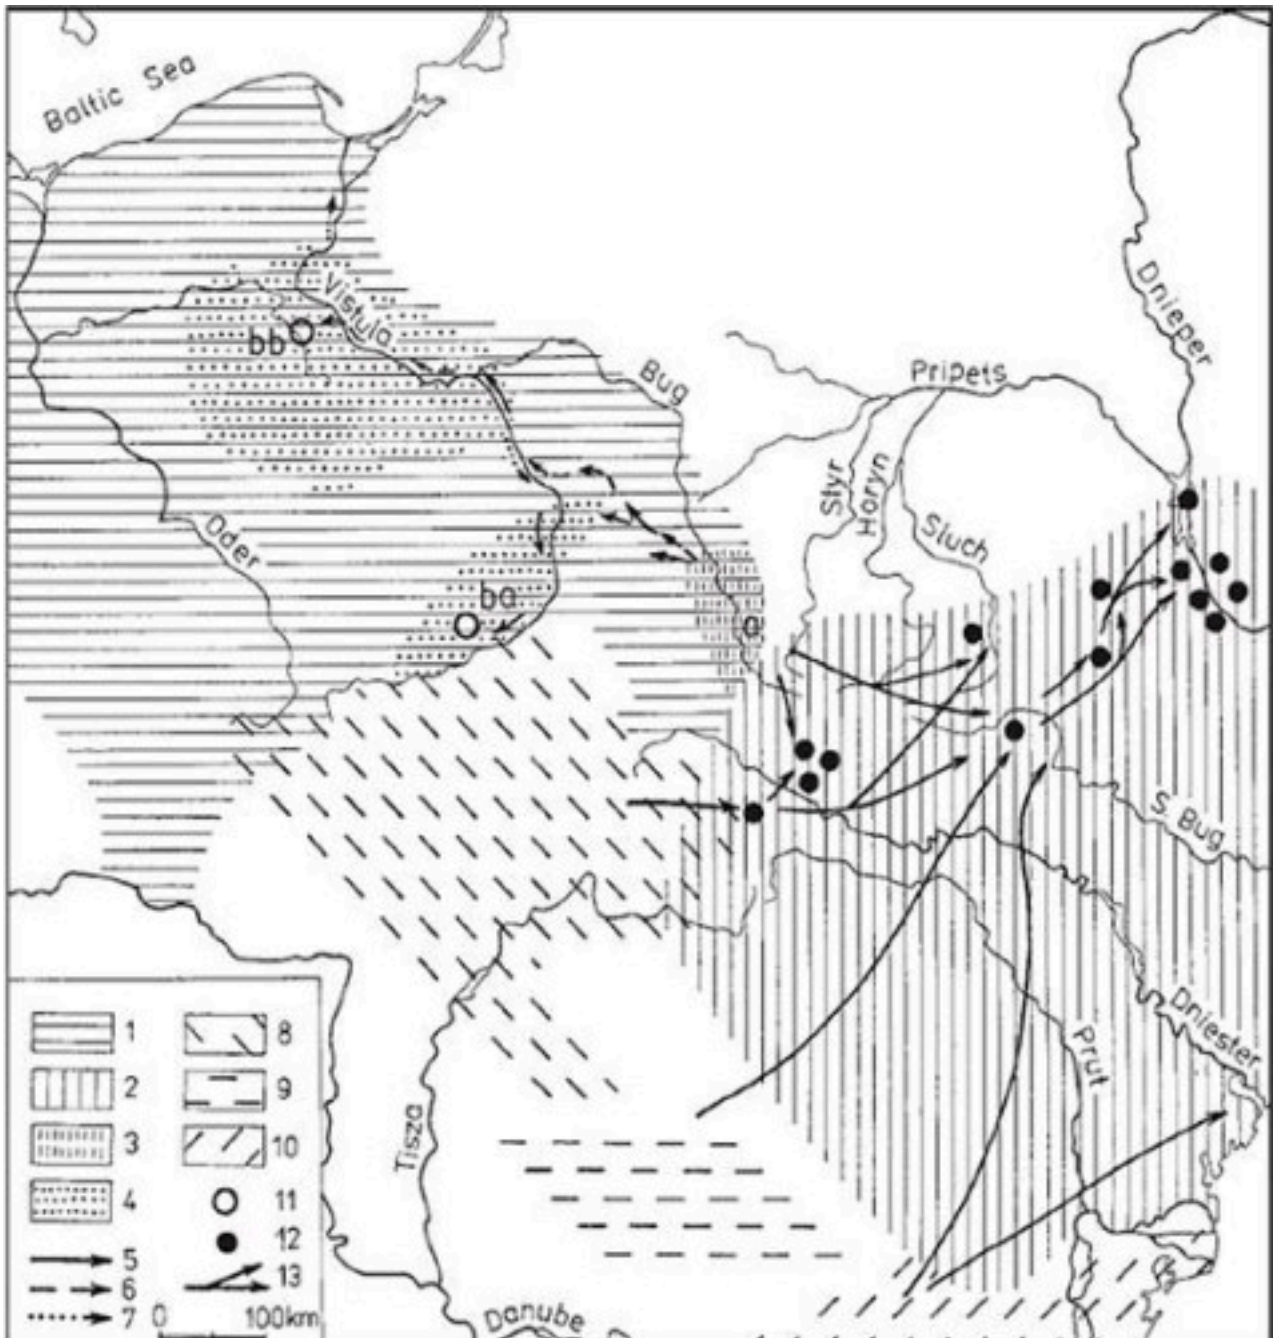 Baltic Sea
Vistula
bb
Bug
Pripets
Dnieper
Styr
Horyn
Sluch
Oder
ba
a
S. Bug
Dniester
Prut
Tisza
Danube
1
2
3
4
5
6
7
8
9
10
11
12
13
0 100km